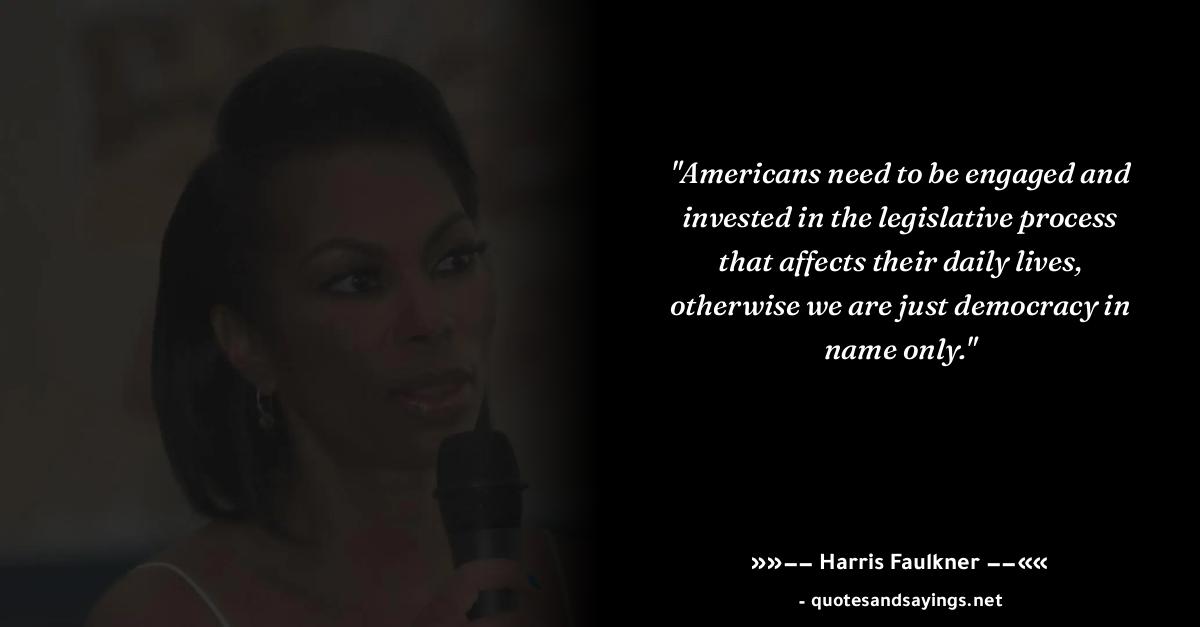 "Americans need to be engaged and
invested in the legislative process
that affects their daily lives,
otherwise we are just democracy in
name only."
»»–– Harris Faulkner ––««
- quotesandsayings.net